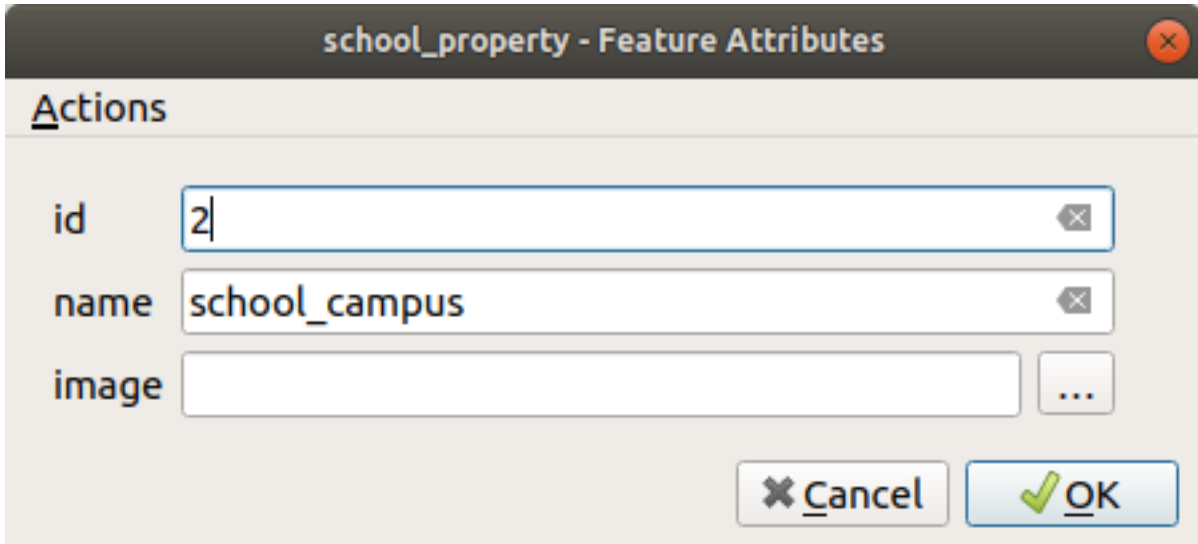 school_property - Feature Attributes
Actions
id 2
name school_campus
image ...
Cancel OK